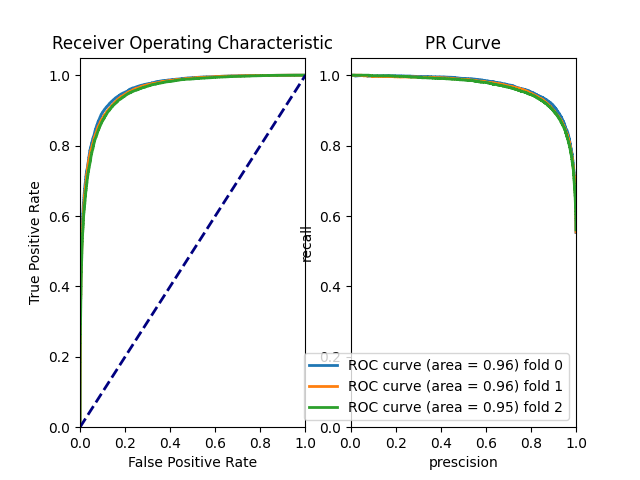 Receiver Operating Characteristic
True Positive Rate
1.0
0.8
0.6
0.4
0.2
0.0
0.0 0.2 0.4 0.6 0.8 1.0
False Positive Rate
PR Curve
recall
1.0
0.8
0.6
0.4
0.2
0.0
0.0 0.2 0.4 0.6 0.8 1.0
prescision
ROC curve (area = 0.96) fold 0
ROC curve (area = 0.96) fold 1
ROC curve (area = 0.95) fold 2